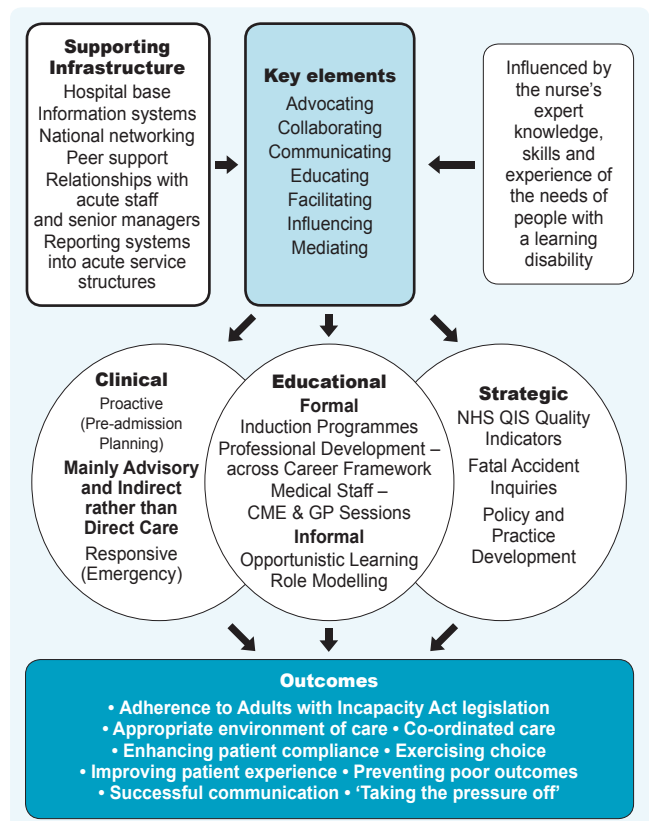 Supporting
Infrastructure
Hospital base
Information systems
National networking
Peer support
Relationships with
acute staff
and senior managers
Reporting systems
into acute service
structures
Key elements
Advocating
Collaborating
Communicating
Educating
Facilitating
Influencing
Mediating
Influenced by
the nurse's
expert
knowledge,
skills and
experience of
the needs of
people with
a learning
disability
Clinical
Proactive
(Pre-admission
Planning)
Mainly Advisory
and Indirect
rather than
Direct Care
Responsive
(Emergency)
Educational
Formal
Induction Programmes
Professional Development –
across Career Framework
Medical Staff –
CME & GP Sessions
Informal
Opportunistic Learning
Role Modelling
Strategic
NHS QIS Quality
Indicators
Fatal Accident
Inquiries
Policy and
Practice
Development
Outcomes
• Adherence to Adults with Incapacity Act legislation
• Appropriate environment of care • Co-ordinated care
• Enhancing patient compliance • Exercising choice
• Improving patient experience • Preventing poor outcomes
• Successful communication • 'Taking the pressure off'